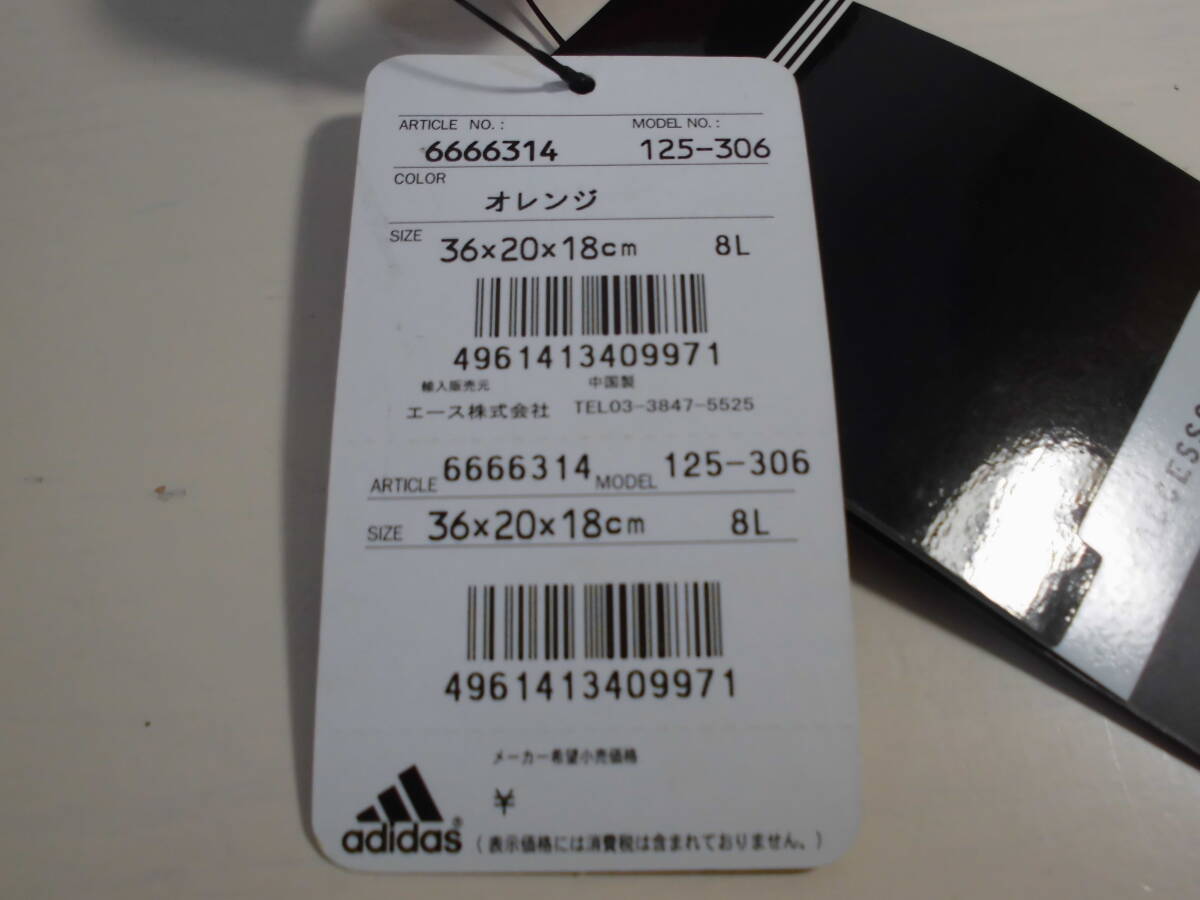 ARTICLE NO.: MODEL NO.:
6666314 125-306
COLOR
オレンジ
SIZE 36×20×18cm 8L
4961413409971
輸入販売元 中国製
エース株式会社 TEL03-3847-5525
ARTICLE 6666314 MODEL 125-306
SIZE 36×20×18cm 8L
4961413409971
メーカー希望小売価格
¥
adidas® (表示価格には消費税は含まれておりません。)